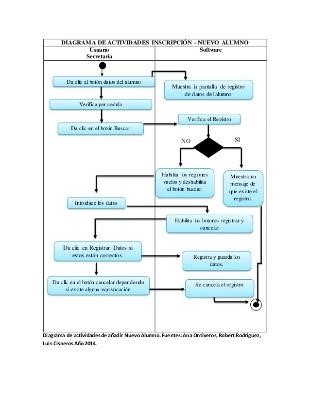 DIAGRAMA DE ACTIVIDADES INSCRIPCIÓN - NUEVO ALUMNO
Usuario
Secretaria
Software
Da clic al botón datos del alumno
Muestra la pantalla de registro
de datos del alumno
Verifica por cedula
Da clic en el botón Buscar
Verifica el Registro
NO
SI
Habilita los regiones
vacíos y deshabilita
al botón buscar.
Muestra un
mensaje de
que existe el
registro.
Introduce los datos
Habilita los botones registrar y
cancelar
Da clic en Registrar Datos si
estos están correctos
Registra y guarda los
datos.
Da clic en el botón cancelar dependiendo
si existe alguna equivocación
Se cancela el registro
Diagrama de actividades de añadir Nuevo Alumno. Fuentes: Ana Ontiveros, Robert Rodríguez,
Luis Cisneros Año 2014.